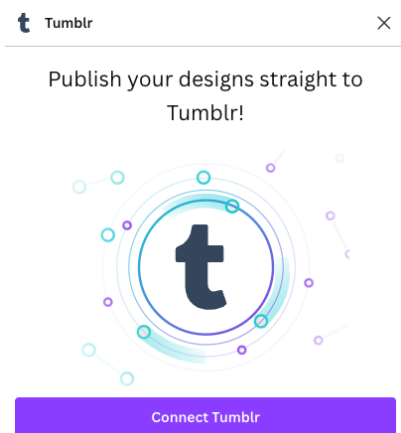 t Tumblr
Publish your designs straight to
Tumblr!
t
Connect Tumblr